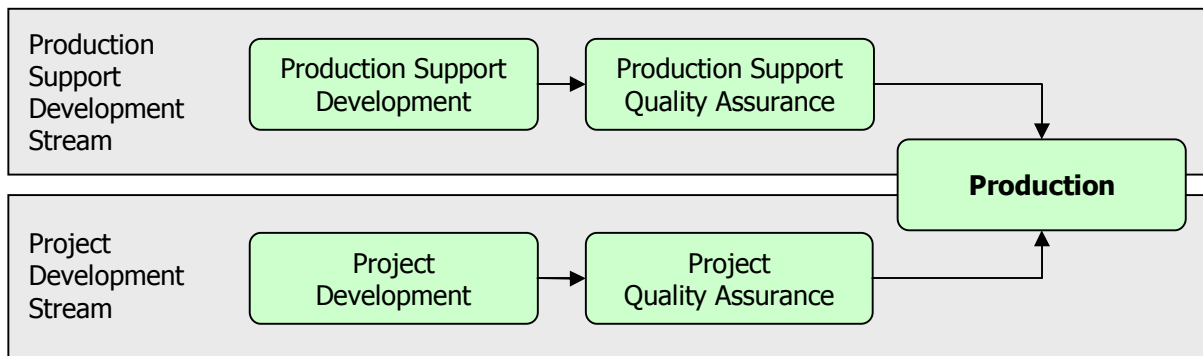 Production
Support
Development
Stream
Production Support
Development
Production Support
Quality Assurance
Production
Project
Development
Stream
Project
Development
Project
Quality Assurance